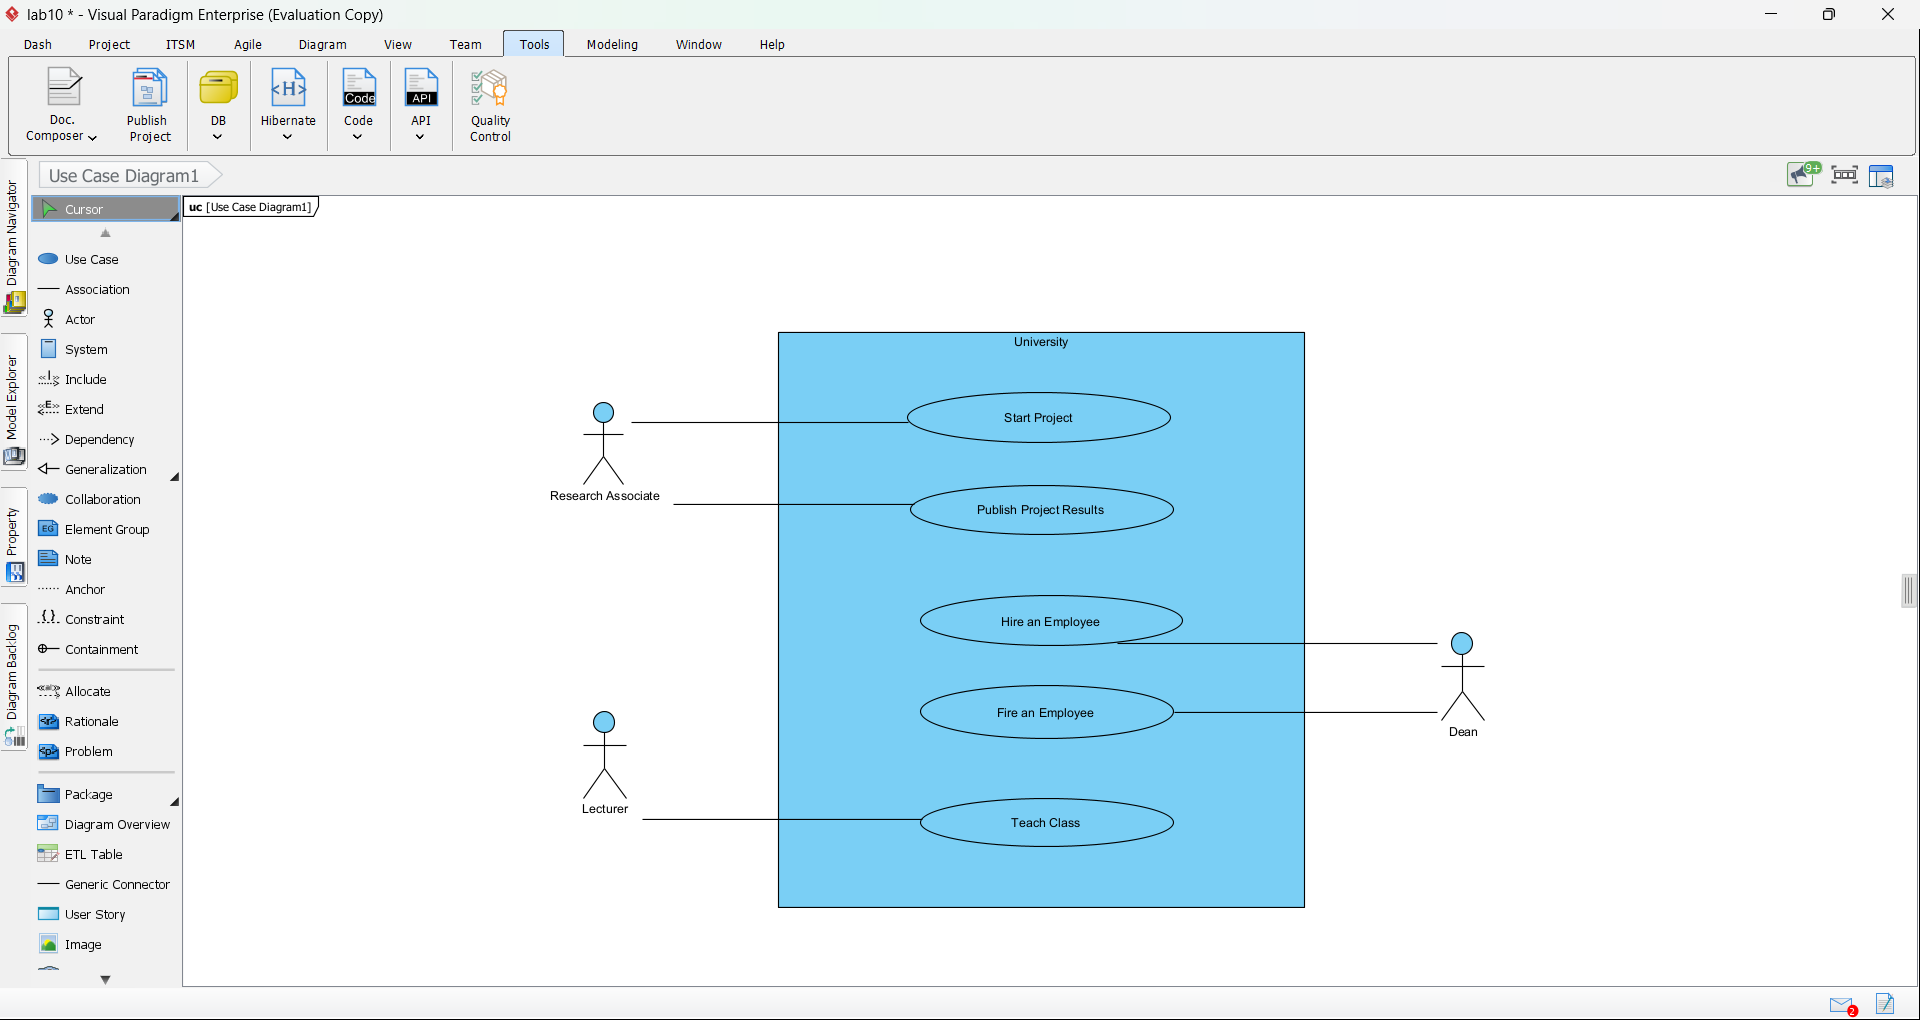 lab10 * - Visual Paradigm Enterprise (Evaluation Copy)
Dash Project ITSM Agile Diagram View Team Tools Modeling Window Help
Doc.
Composer
Publish
Project
DB
Hibernate
Code
Code
API
API
Quality
Control
Use Case Diagram1
9+
Diagram Navigator
Model Explorer
Property
Diagram Backlog
Cursor
Use Case
Association
Actor
System
Include
Extend
Dependency
Generalization
Collaboration
EG Element Group
Note
Anchor
Constraint
Containment
Allocate
Rationale
Problem
Package
Diagram Overview
ETL Table
Generic Connector
User Story
Image
uc [Use Case Diagram1]
University
Start Project
Research Associate
Publish Project Results
Hire an Employee
Fire an Employee
Dean
Lecturer
Teach Class
2